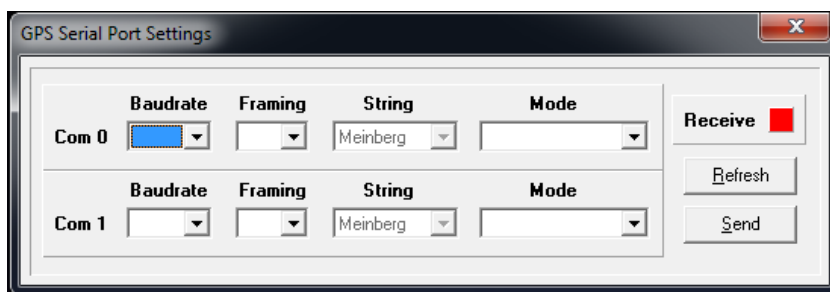 GPS Serial Port Settings
Baudrate Framing String Mode
Com 0 Meinberg
Receive
Refresh
Baudrate Framing String Mode
Com 1 Meinberg
Send